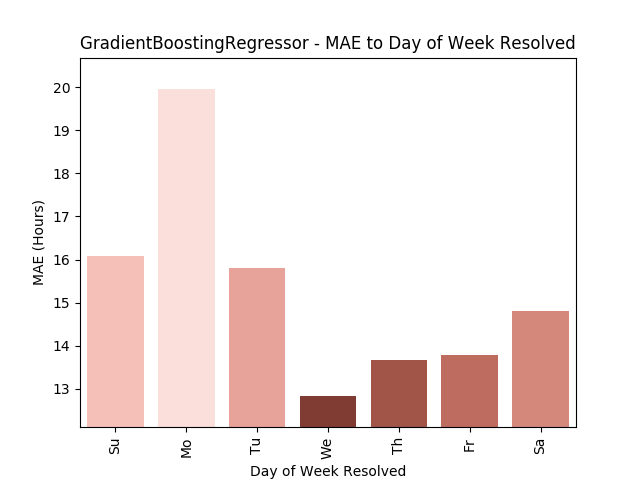 GradientBoostingRegressor - MAE to Day of Week Resolved
20
19
18
17
16
15
14
13
MAE (Hours)
Su
Mo
Tu
We
Th
Fr
Sa
Day of Week Resolved